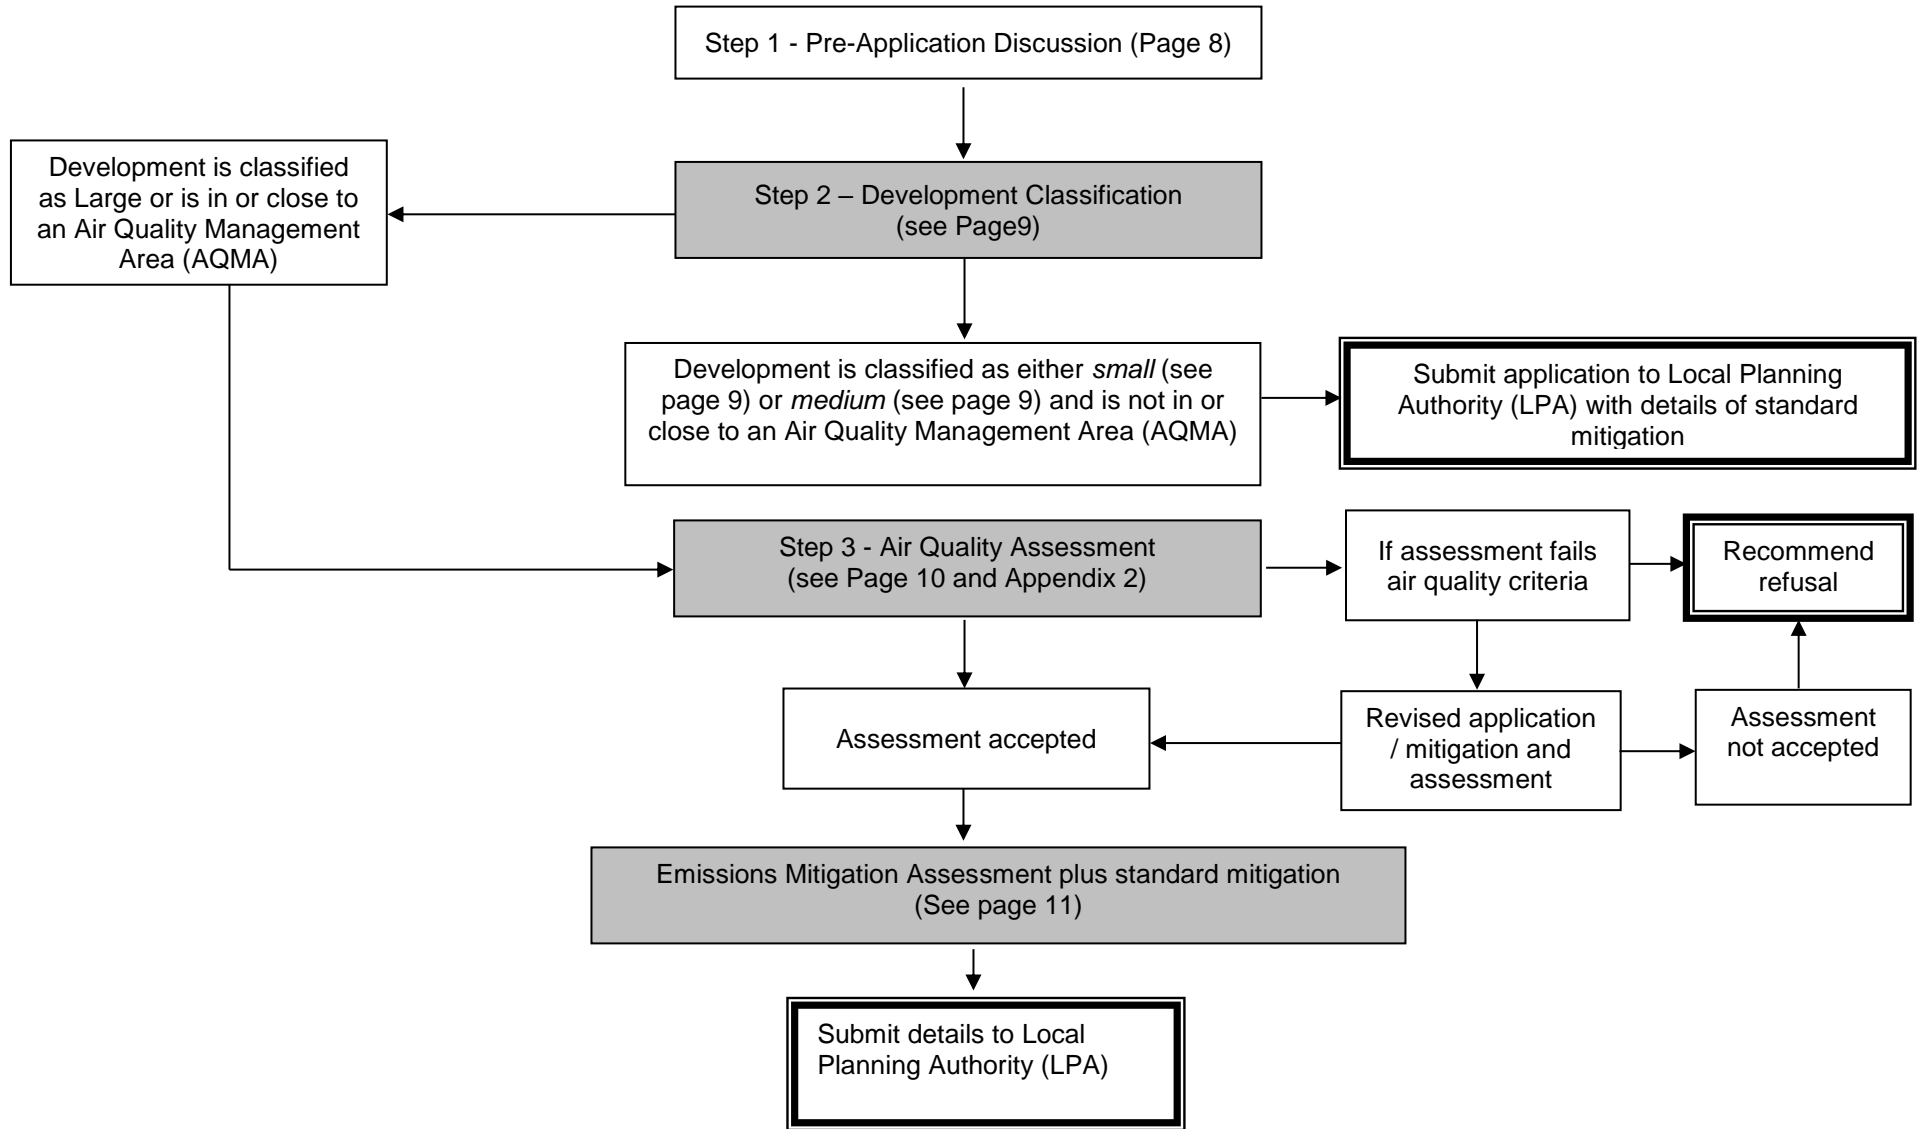 Step 1 - Pre-Application Discussion (Page 8)
Development is classified
as Large or is in or close to
an Air Quality Management
Area (AQMA)
Step 2 – Development Classification
(see Page9)
Development is classified as either small (see
page 9) or medium (see page 9) and is not in or
close to an Air Quality Management Area (AQMA)
Submit application to Local Planning
Authority (LPA) with details of standard
mitigation
Step 3 - Air Quality Assessment
(see Page 10 and Appendix 2)
If assessment fails
air quality criteria
Recommend
refusal
Assessment accepted
Revised application
/ mitigation and
assessment
Assessment
not accepted
Emissions Mitigation Assessment plus standard mitigation
(See page 11)
Submit details to Local
Planning Authority (LPA)